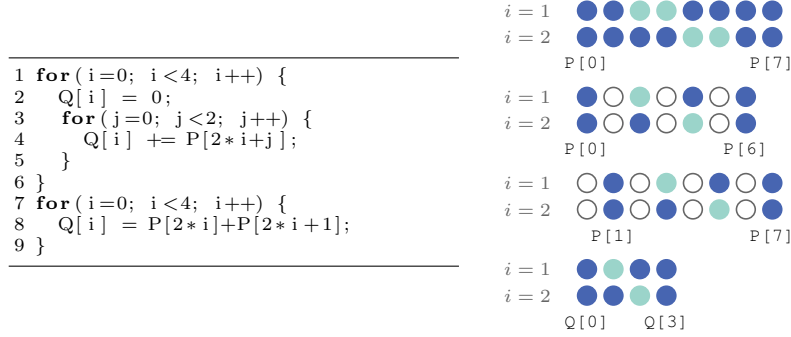 1 for(i=0; i<4; i++) {
2 Q[i] = 0;
3 for(j=0; j<2; j++) {
4 Q[i] += P[2*i+j];
5 }
6 }
7 for(i=0; i<4; i++) {
8 Q[i] = P[2*i]+P[2*i+1];
9 }
i = 1
i = 2
P[0] P[7]
i = 1
i = 2
P[0] P[6]
i = 1
i = 2
P[1] P[7]
i = 1
i = 2
Q[0] Q[3]